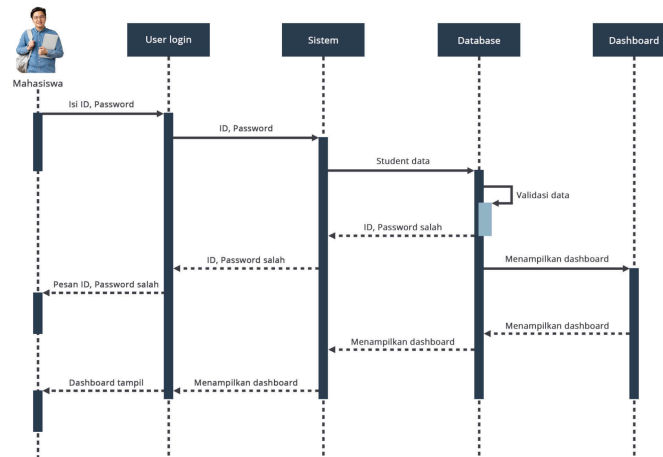 User login
Sistem
Database
Dashboard
Mahasiswa
Isi ID, Password
ID, Password
Student data
Validasi data
ID, Password salah
ID, Password salah
Menampilkan dashboard
Pesan ID, Password salah
Menampilkan dashboard
Menampilkan dashboard
Dashboard tampil
Menampilkan dashboard